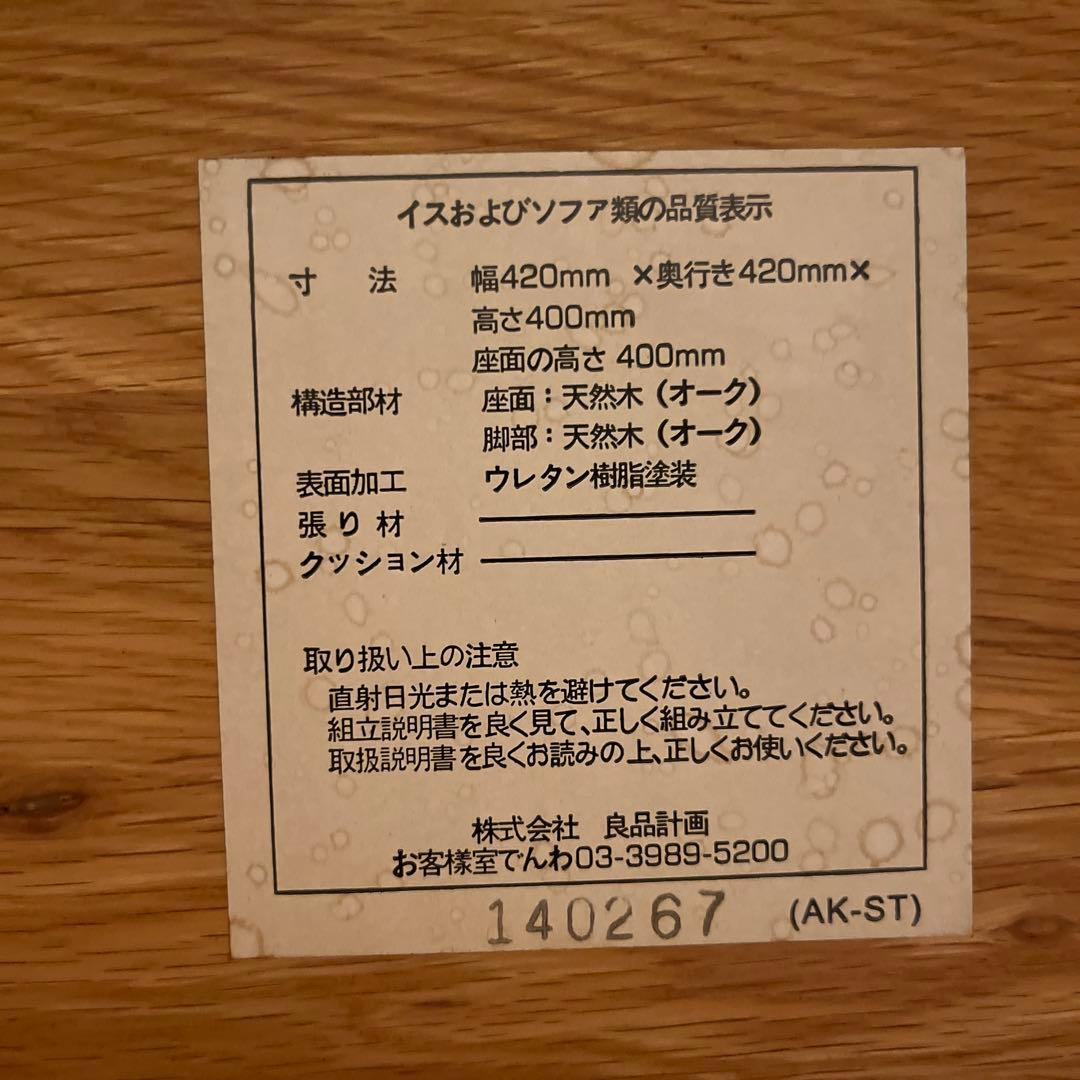 イスおよびソファ類の品質表示
寸 法 幅420mm ×奥行き420mm×
高さ400mm
座面の高さ 400mm
構造部材 座面：天然木（オーク）
脚部：天然木（オーク）
表面加工 ウレタン樹脂塗装
張り材
クッション材
取り扱い上の注意
直射日光または熱を避けてください。
組立説明書を良く見て、正しく組み立ててください。
取扱説明書を良くお読みの上、正しくお使いください。
株式会社 良品計画
お客様室でんわ03-3989-5200
140267 (AK-ST)